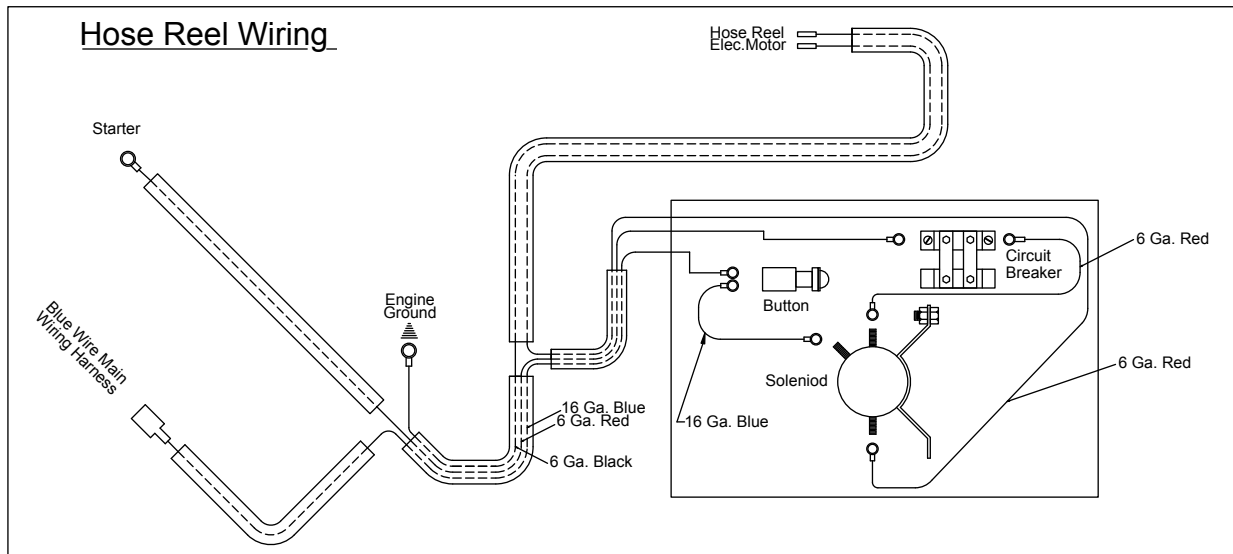 Hose Reel Wiring
Hose Reel
Elec.Motor
Starter
Engine
Ground
Blue Wire Main
Wiring Harness
16 Ga. Blue
6 Ga. Red
6 Ga. Black
Button
Circuit
Breaker
6 Ga. Red
Soleniod
16 Ga. Blue
6 Ga. Red